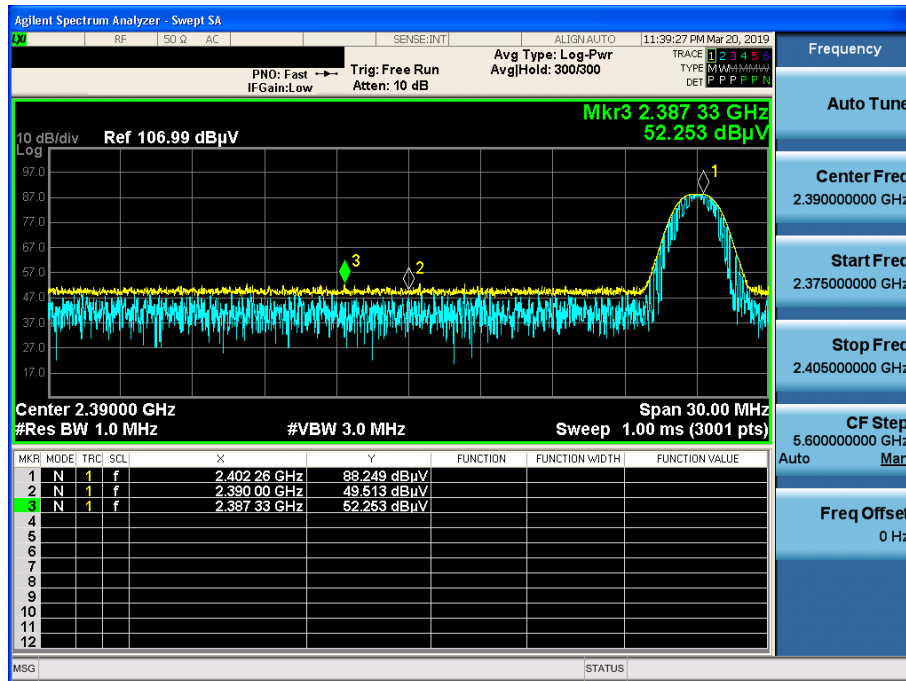 Agilent Spectrum Analyzer - Swept SA
LXI RF 50 Ω AC SENSE:INT ALIGN AUTO 11:39:27 PM Mar 20, 2019
PNO: Fast Trig: Free Run Avg Type: Log-Pwr TRACE 1 2 3 4 5 6
IFGain:Low Atten: 10 dB Avg|Hold: 300/300 TYPE MWMMMW
DET P P P P P N
Mkr3 2.387 33 GHz
52.253 dBµV
10 dB/div Ref 106.99 dBµV
Log
97.0
87.0
77.0
67.0
57.0
47.0
37.0
27.0
17.0
1
3
2
Center 2.39000 GHz Span 30.00 MHz
#Res BW 1.0 MHz #VBW 3.0 MHz Sweep 1.00 ms (3001 pts)
MKR MODE TRC SCL X Y FUNCTION FUNCTION WIDTH FUNCTION VALUE
1 N 1 f 2.402 26 GHz 88.249 dBµV
2 N 1 f 2.390 00 GHz 49.513 dBµV
3 N 1 f 2.387 33 GHz 52.253 dBµV
4
5
6
7
8
9
10
11
12
MSG STATUS
Frequency
Auto Tune
Center Freq
2.390000000 GHz
Start Freq
2.375000000 GHz
Stop Freq
2.405000000 GHz
CF Step
5.600000000 GHz
Auto Man
Freq Offset
0 Hz